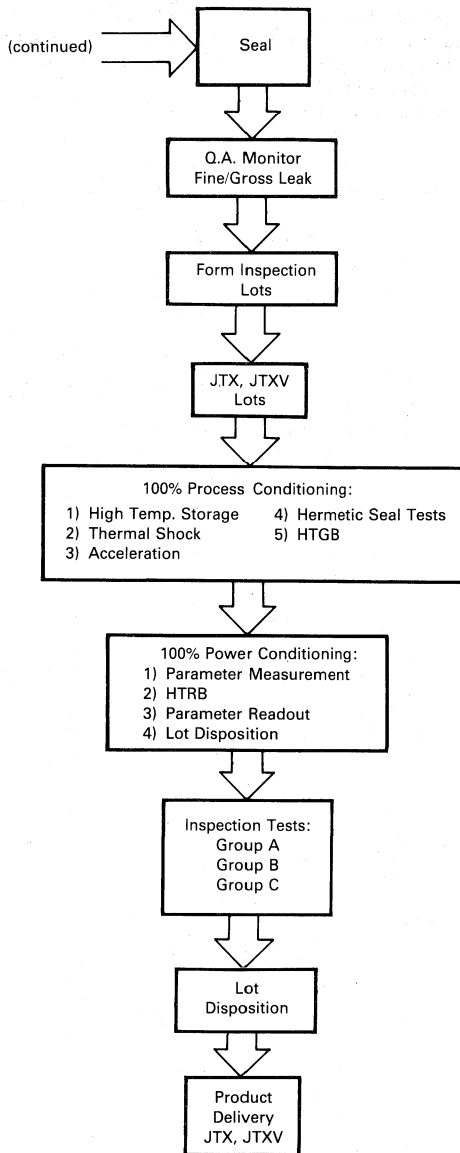 (continued)
Seal
Q.A. Monitor
Fine/Gross Leak
Form Inspection
Lots
JTX, JTXV
Lots
100% Process Conditioning:
1) High Temp. Storage
2) Thermal Shock
3) Acceleration
4) Hermetic Seal Tests
5) HTGB
100% Power Conditioning:
1) Parameter Measurement
2) HTRB
3) Parameter Readout
4) Lot Disposition
Inspection Tests:
Group A
Group B
Group C
Lot
Disposition
Product
Delivery
JTX, JTXV